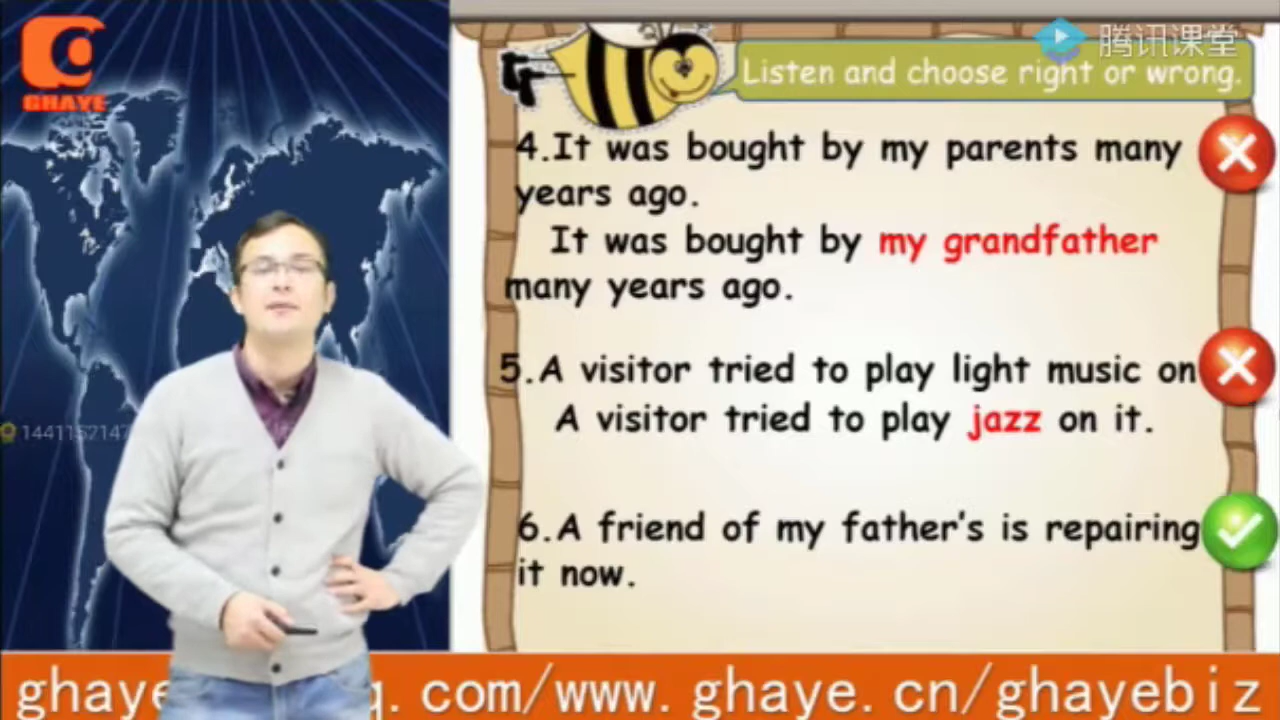 GHAYE
腾讯课堂
Listen and choose right or wrong.
4.It was bought by my parents many
years ago.
It was bought by my grandfather
many years ago.
5.A visitor tried to play light music on
A visitor tried to play jazz on it.
6.A friend of my father's is repairing
it now.
1441157147
ghaye q.com/www.ghaye.cn/ghayebiz